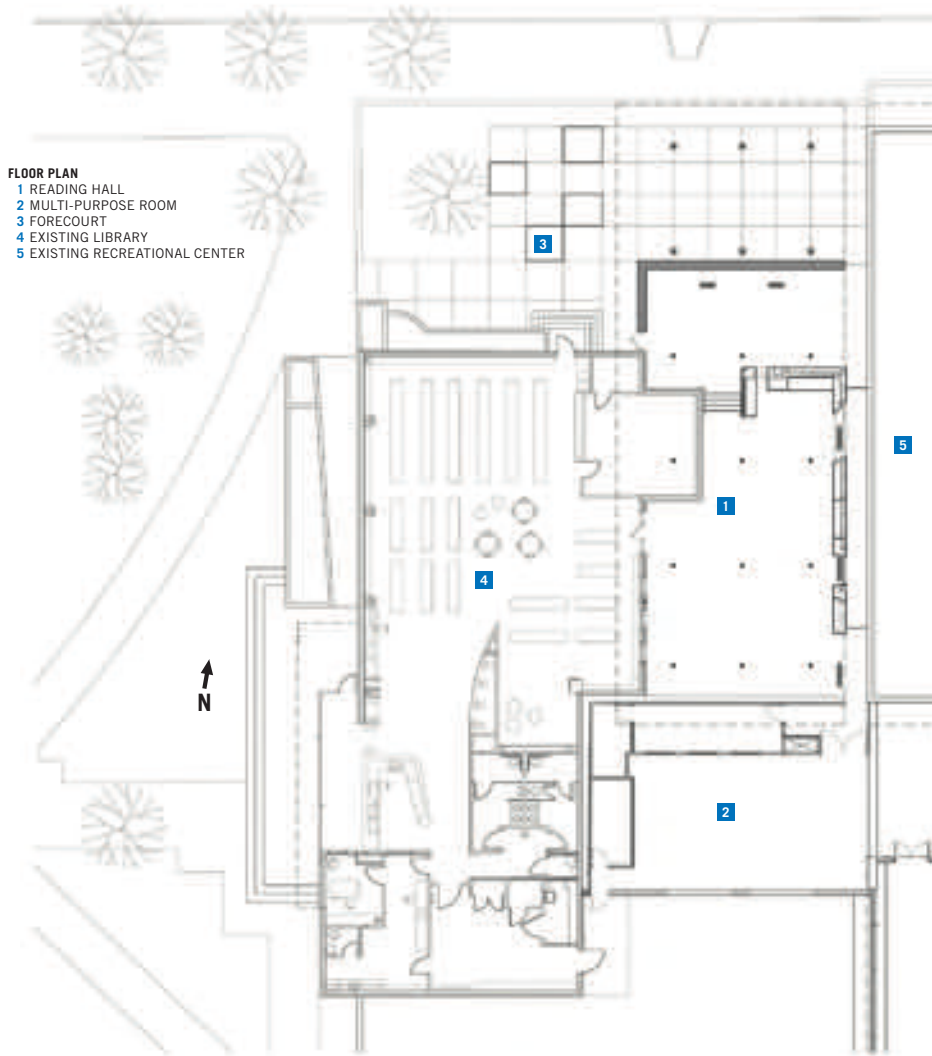 FLOOR PLAN
1 READING HALL
2 MULTI-PURPOSE ROOM
3 FORECOURT
4 EXISTING LIBRARY
5 EXISTING RECREATIONAL CENTER
3
5
1
4
N
2